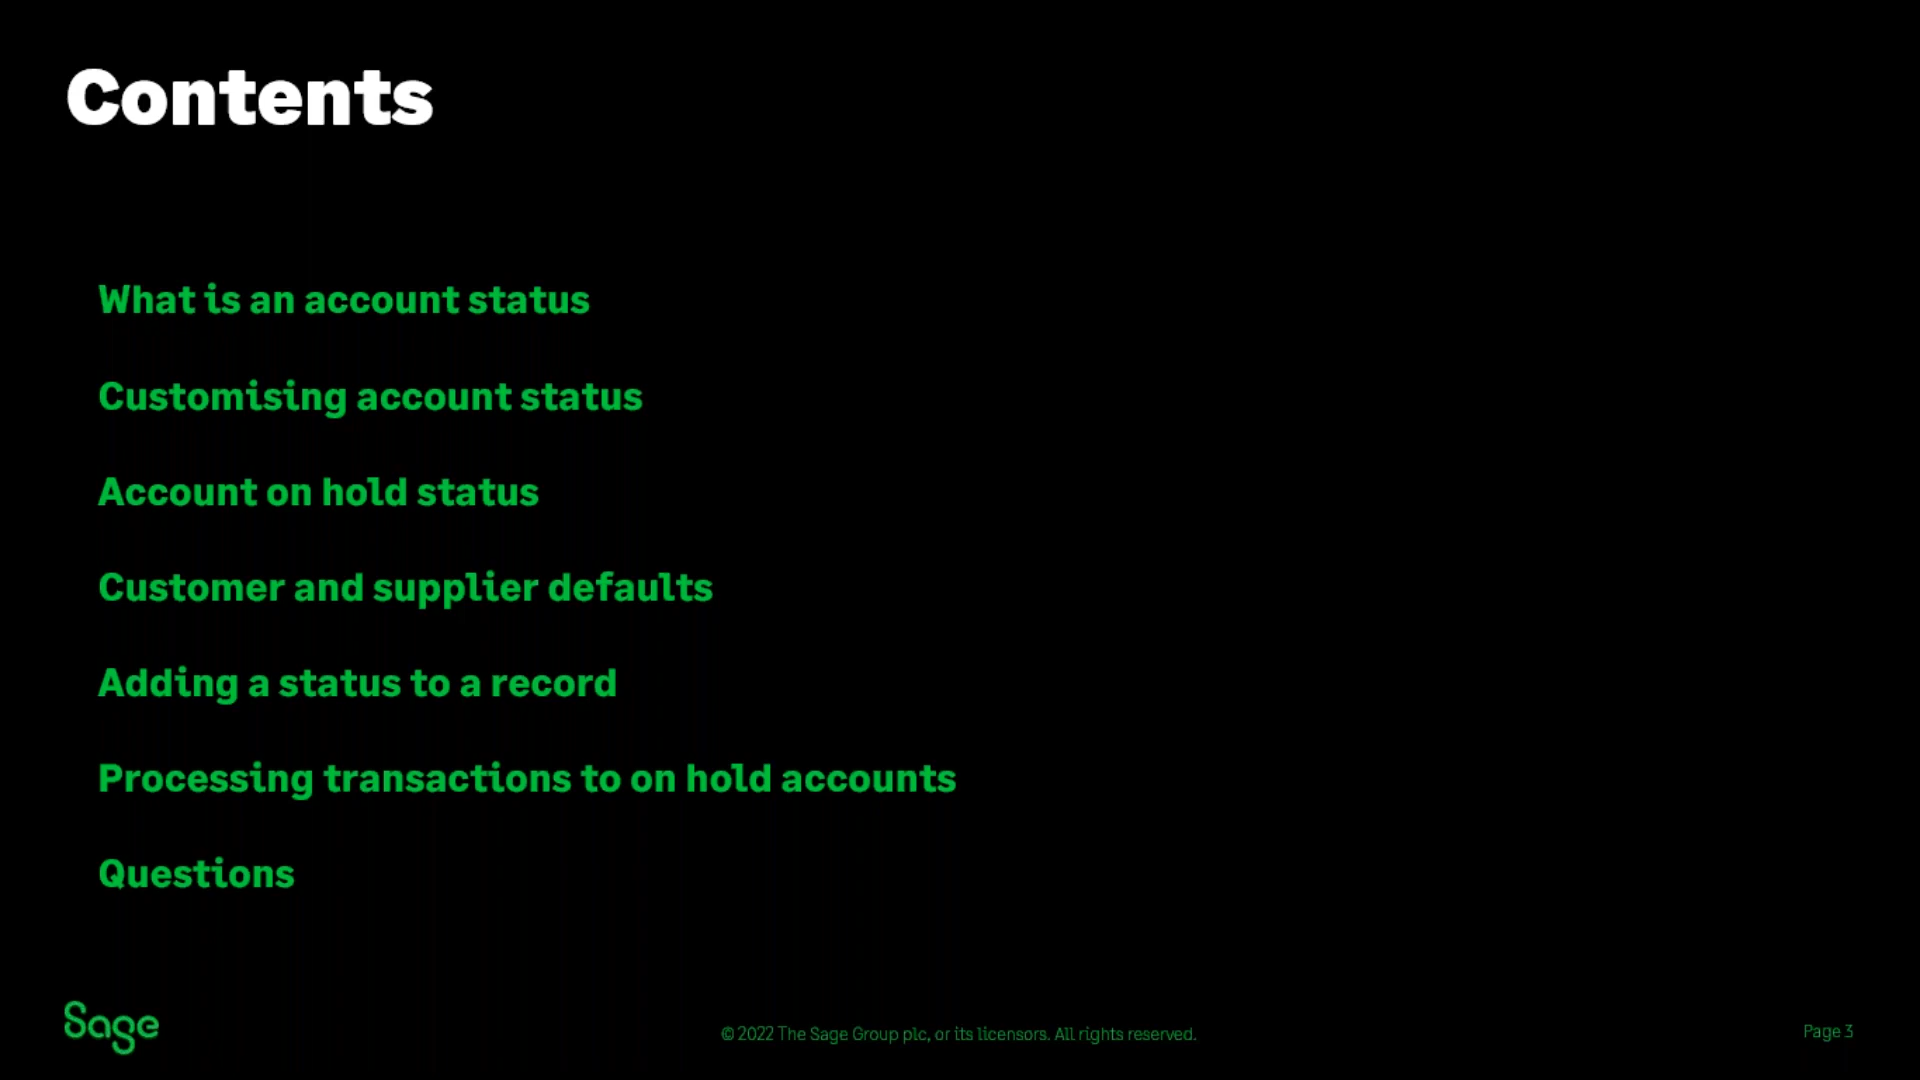 Contents
What is an account status
Customising account status
Account on hold status
Customer and supplier defaults
Adding a status to a record
Processing transactions to on hold accounts
Questions
Sage
© 2022 The Sage Group plc, or its licensors. All rights reserved.
Page 3